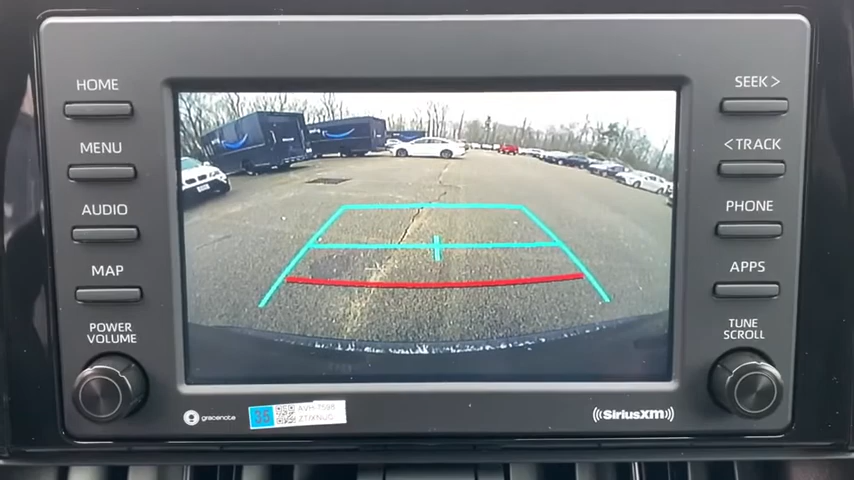 HOME
MENU
AUDIO
MAP
POWER
VOLUME
SEEK >
< TRACK
PHONE
APPS
TUNE
SCROLL
gracenote
35
SiriusXM